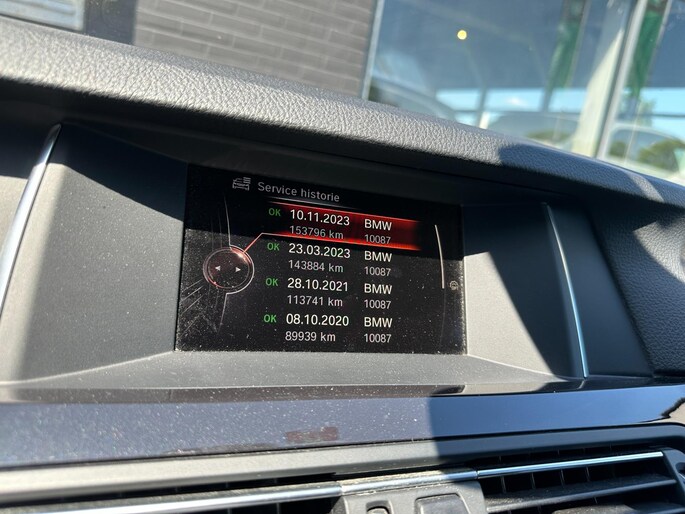 Service historie
OK 10.11.2023 BMW
153796 km 10087
OK 23.03.2023 BMW
143884 km 10087
OK 28.10.2021 BMW
113741 km 10087
OK 08.10.2020 BMW
89939 km 10087